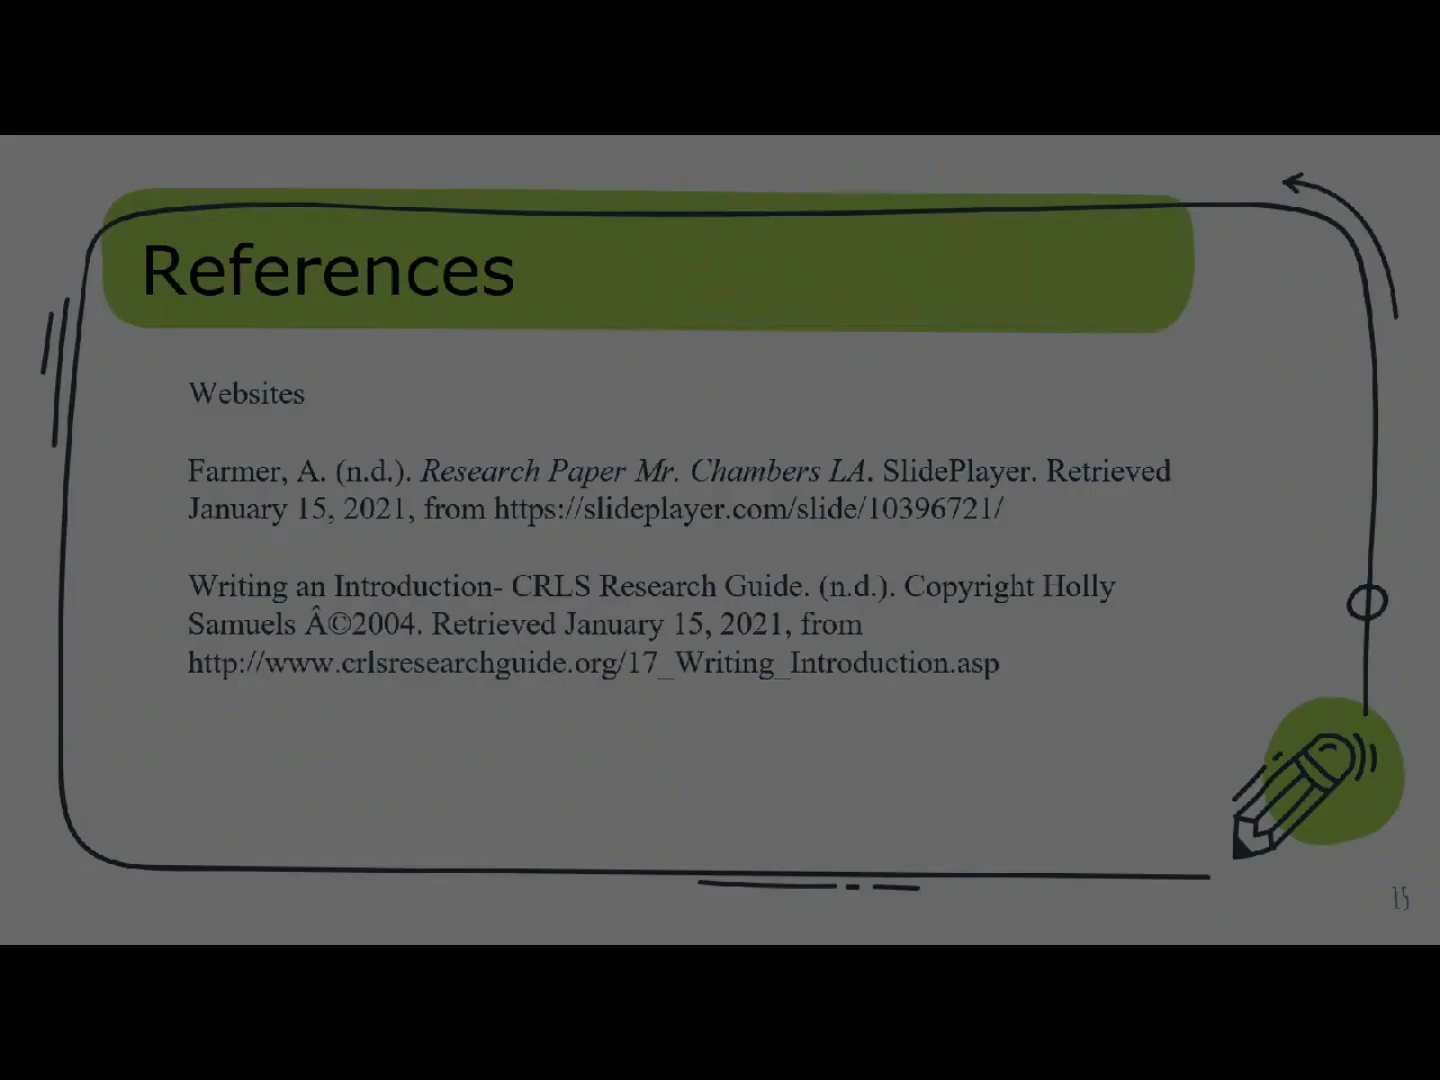 References
Websites
Farmer, A. (n.d.). Research Paper Mr. Chambers LA. SlidePlayer. Retrieved
January 15, 2021, from https://slideplayer.com/slide/10396721/
Writing an Introduction- CRLS Research Guide. (n.d.). Copyright Holly
Samuels Â©2004. Retrieved January 15, 2021, from
http://www.crlsresearchguide.org/17_Writing_Introduction.asp
15